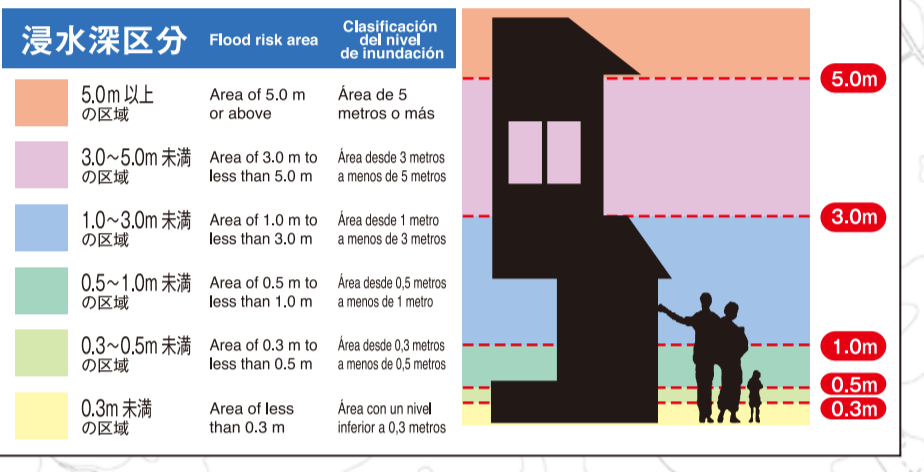 浸水深区分
Flood risk area
Clasificación
del nivel
de inundación
5.0m 以上
の区域
Area of 5.0 m
or above
Área de 5
metros o más
3.0~5.0m 未満
の区域
Area of 3.0 m to
less than 5.0 m
Área desde 3 metros
a menos de 5 metros
1.0~3.0m 未満
の区域
Area of 1.0 m to
less than 3.0 m
Área desde 1 metro
a menos de 3 metros
0.5~1.0m 未満
の区域
Area of 0.5 m to
less than 1.0 m
Área desde 0,5 metros
a menos de 1 metro
0.3~0.5m 未満
の区域
Area of 0.3 m to
less than 0.5 m
Área desde 0,3 metros
a menos de 0,5 metros
0.3m 未満
の区域
Area of less
than 0.3 m
Área con un nivel
inferior a 0,3 metros
5.0m
3.0m
1.0m
0.5m
0.3m